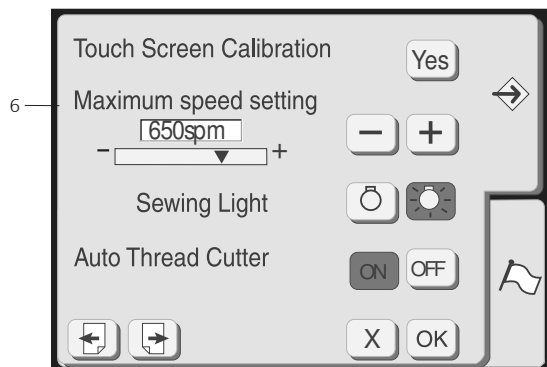 Touch Screen Calibration Yes
6 Maximum speed setting
650spm
- +
- +
Sewing Light
Auto Thread Cutter ON OFF
X OK